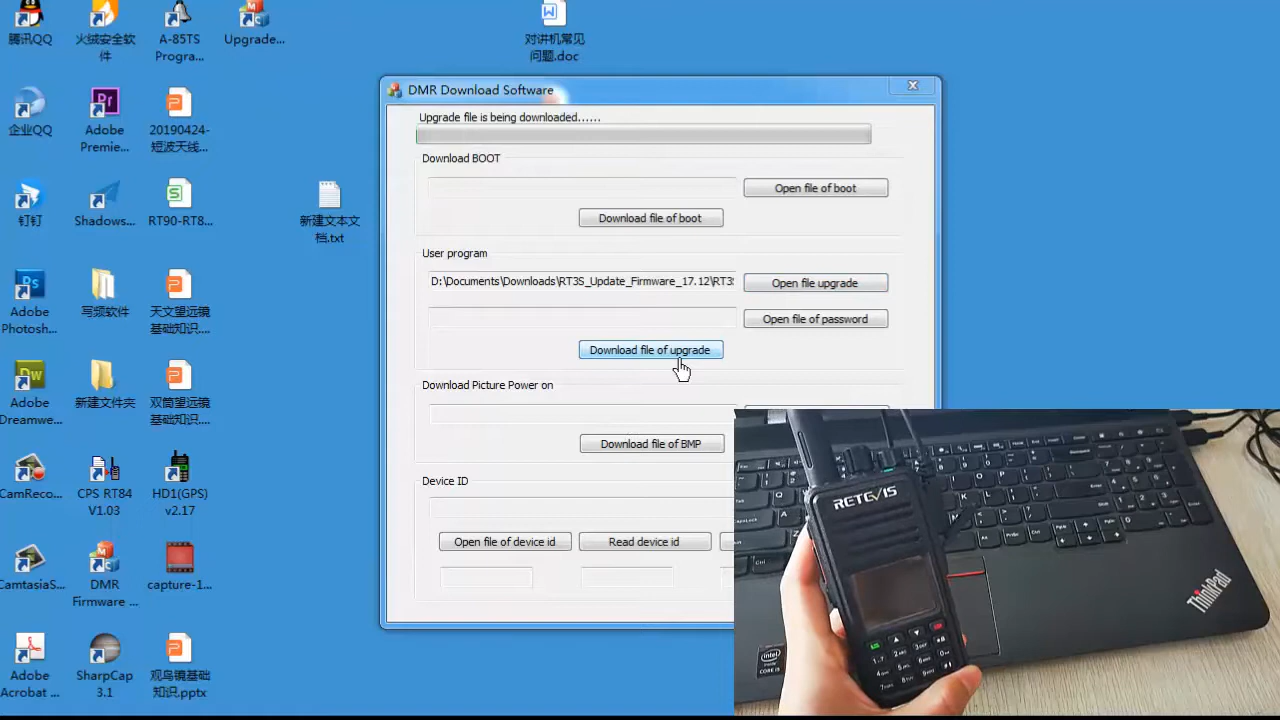 腾讯QQ
火绒安全软
件
A-85TS
Progra...
Upgrade...
对讲机常见
问题.doc
企业QQ
Adobe
Premie...
20190424-
短波天线...
钉钉
Shadows...
RT90-RT8...
新建文本文
档.txt
Adobe
Photosh...
写频软件
天文望远镜
基础知识....
Adobe
Dreamwe...
新建文件夹
双筒望远镜
基础知识....
CamReco...
CPS RT84
V1.03
HD1(GPS)
v2.17
CamtasiaS...
DMR
Firmware ...
capture-1...
Adobe
Acrobat ...
SharpCap
3.1
观鸟镜基础
知识.pptx
DMR Download Software
Upgrade file is being downloaded......
Download BOOT
Open file of boot
Download file of boot
User program
D:\Documents\Downloads\RT3S_Update_Firmware_17.12\RT3S
Open file upgrade
Open file of password
Download file of upgrade
Download Picture Power on
Download file of BMP
Device ID
Open file of device id
Read device id
RETEVIS
ThinkPad
intel
CORE i5